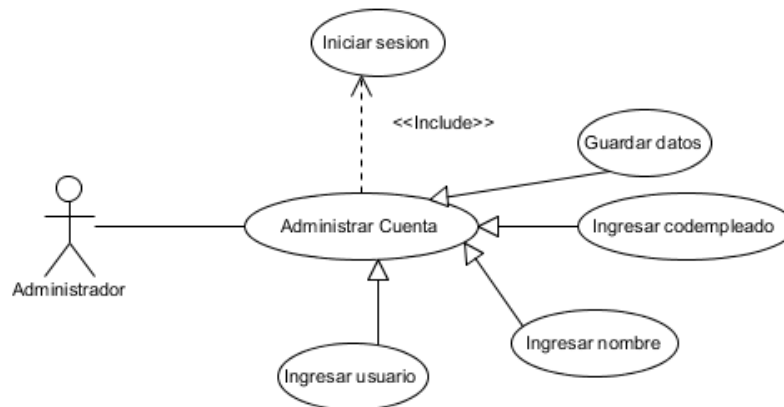 Iniciar sesion
<<Include>>
Guardar datos
Administrar Cuenta
Ingresar codempleado
Administrador
Ingresar nombre
Ingresar usuario